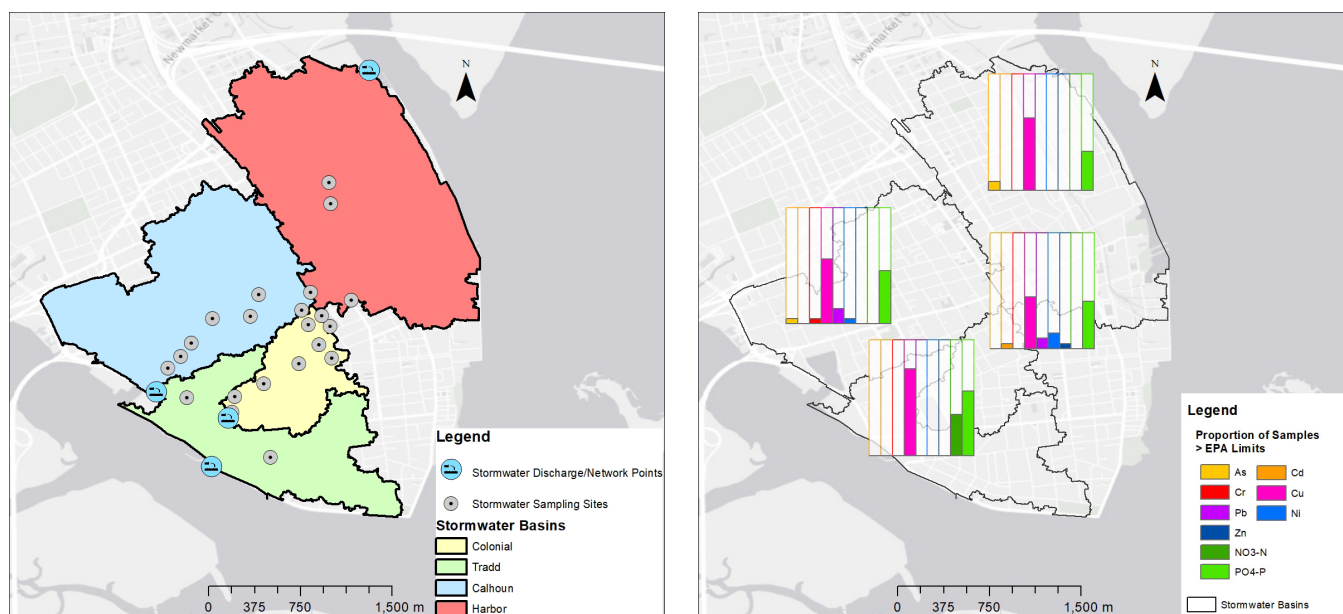 Newmarket C
N
Legend
Stormwater Discharge/Network Points
Stormwater Sampling Sites
Stormwater Basins
Colonial
Tradd
Calhoun
Harbor
0 375 750 1,500 m
Newmarket C
N
Legend
Proportion of Samples
> EPA Limits
As Cd
Cr Cu
Pb Ni
Zn
NO3-N
PO4-P
Stormwater Basins
0 375 750 1,500 m